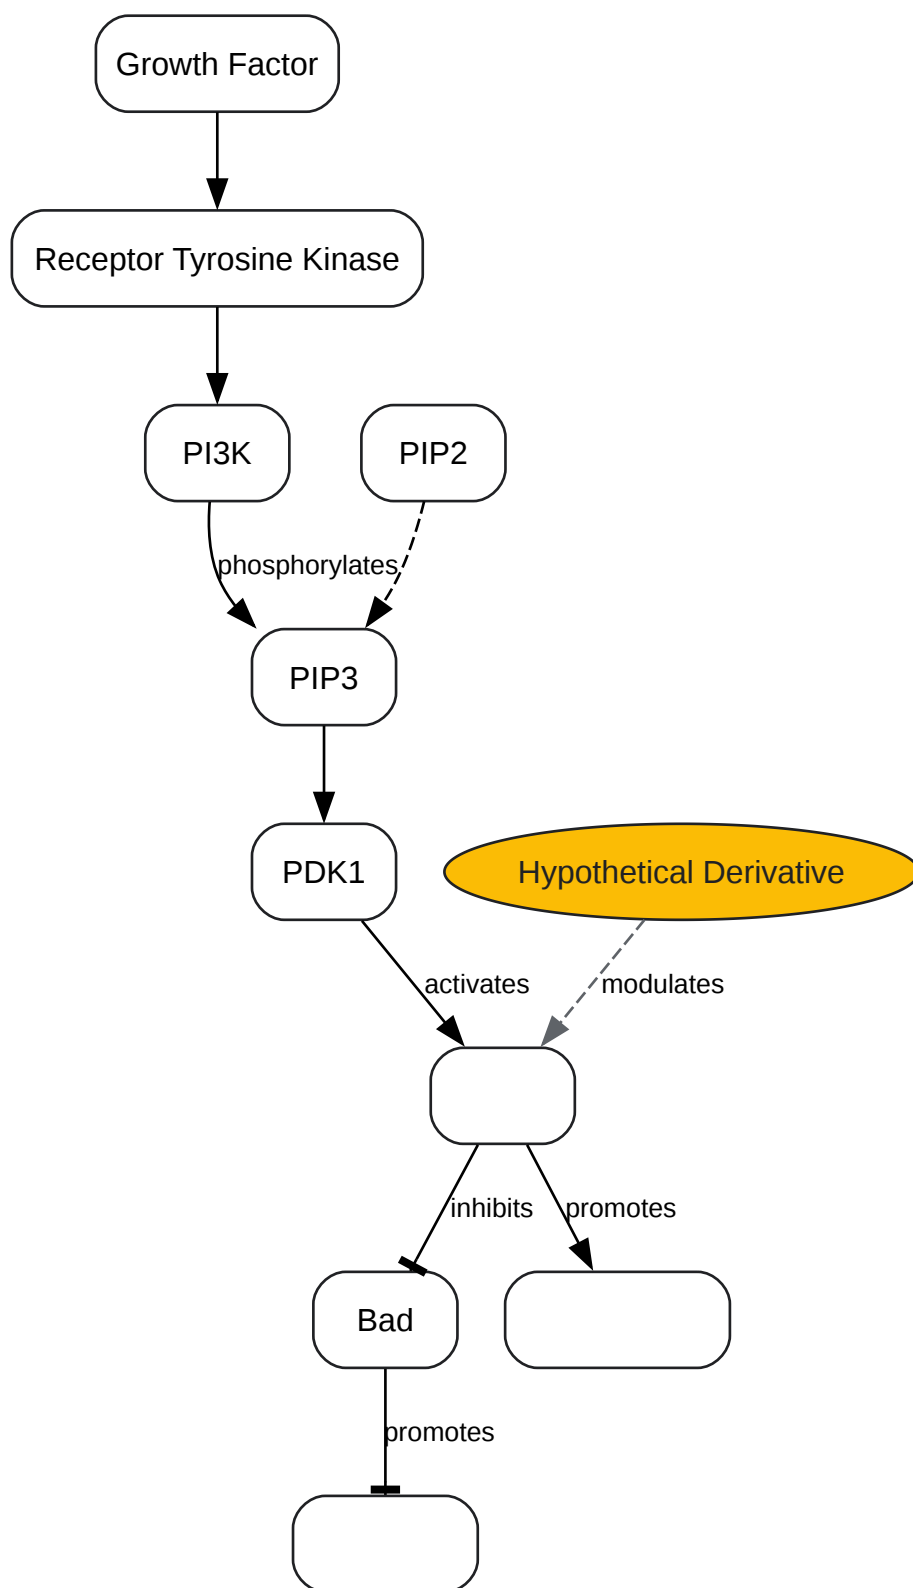 Growth Factor
Receptor Tyrosine Kinase
PI3K
PIP2
phosphorylates
PIP3
PDK1
Hypothetical Derivative
activates
modulates
inhibits
promotes
Bad
promotes